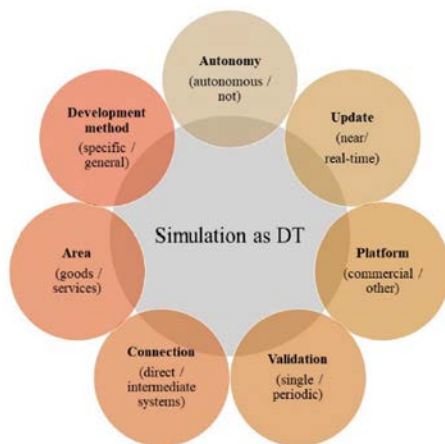 Autonomy
(autonomous /
not)
Update
(near/
real-time)
Platform
(commercial /
other)
Validation
(single /
periodic)
Connection
(direct /
intermediate
systems)
Area
(goods /
services)
Development
method
(specific /
general)
Simulation as DT